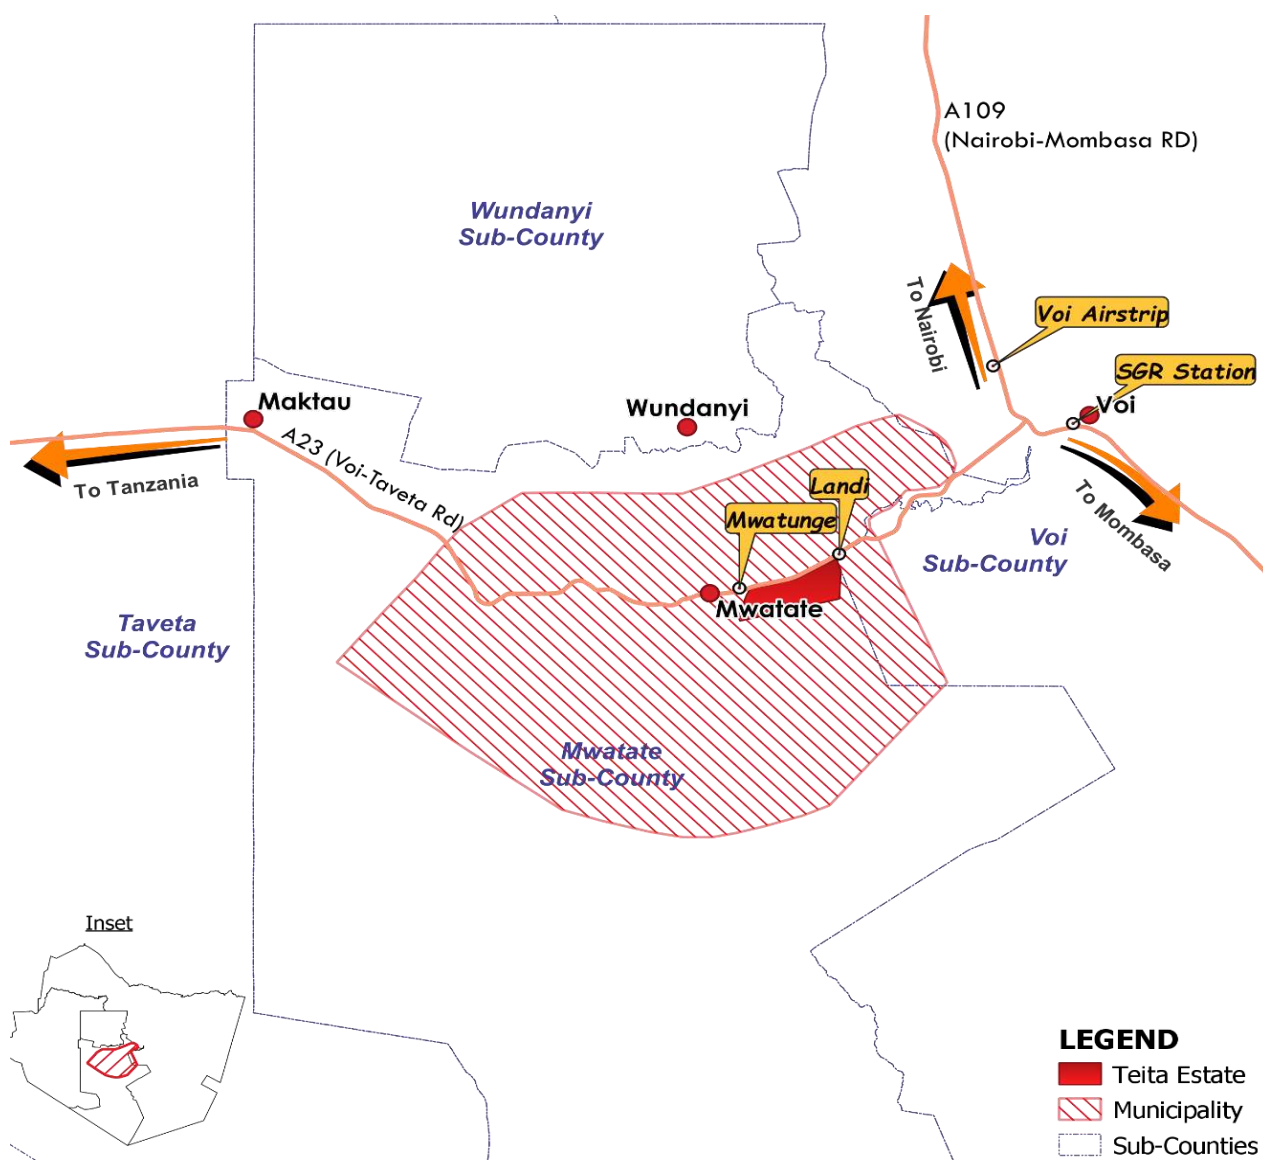 A109
(Nairobi-Mombasa RD)
Wundanyi
Sub-County
To Nairobi
Voi Airstrip
SGR Station
Voi
Maktau
Wundanyi
A23 (Voi-Taveta Rd)
To Tanzania
Landi
Mwatunge
To Mombasa
Voi
Sub-County
Mwatate
Taveta
Sub-County
Mwatate
Sub-County
Inset
LEGEND
Teita Estate
Municipality
Sub-Counties